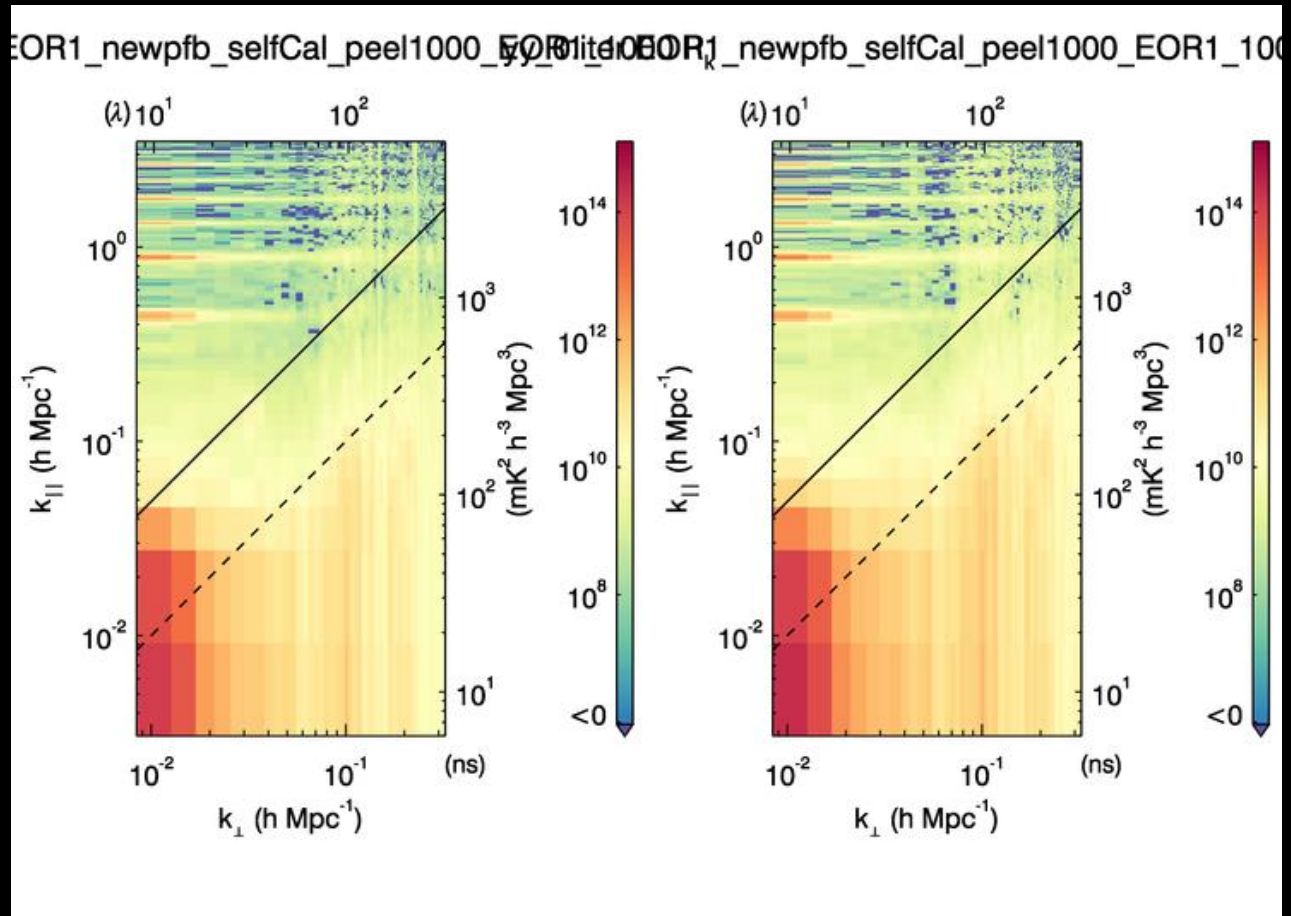 EOR1_newpfb_selfCal_peel1000_EOR1_100
(λ) 10¹ 10² (λ) 10¹ 10²
10¹⁴ 10¹⁴
10⁰ 10⁰
10³ 10³
10¹² 10¹²
k|| (h Mpc⁻¹) (mK² h⁻³ Mpc³) k|| (h Mpc⁻¹) (mK² h⁻³ Mpc³)
10⁻¹ 10⁻¹
10¹⁰ 10¹⁰
10² 10²
10⁸ 10⁸
10⁻² 10⁻²
10¹ 10¹
<0 <0
10⁻² 10⁻¹ (ns) 10⁻² 10⁻¹ (ns)
k⊥ (h Mpc⁻¹) k⊥ (h Mpc⁻¹)